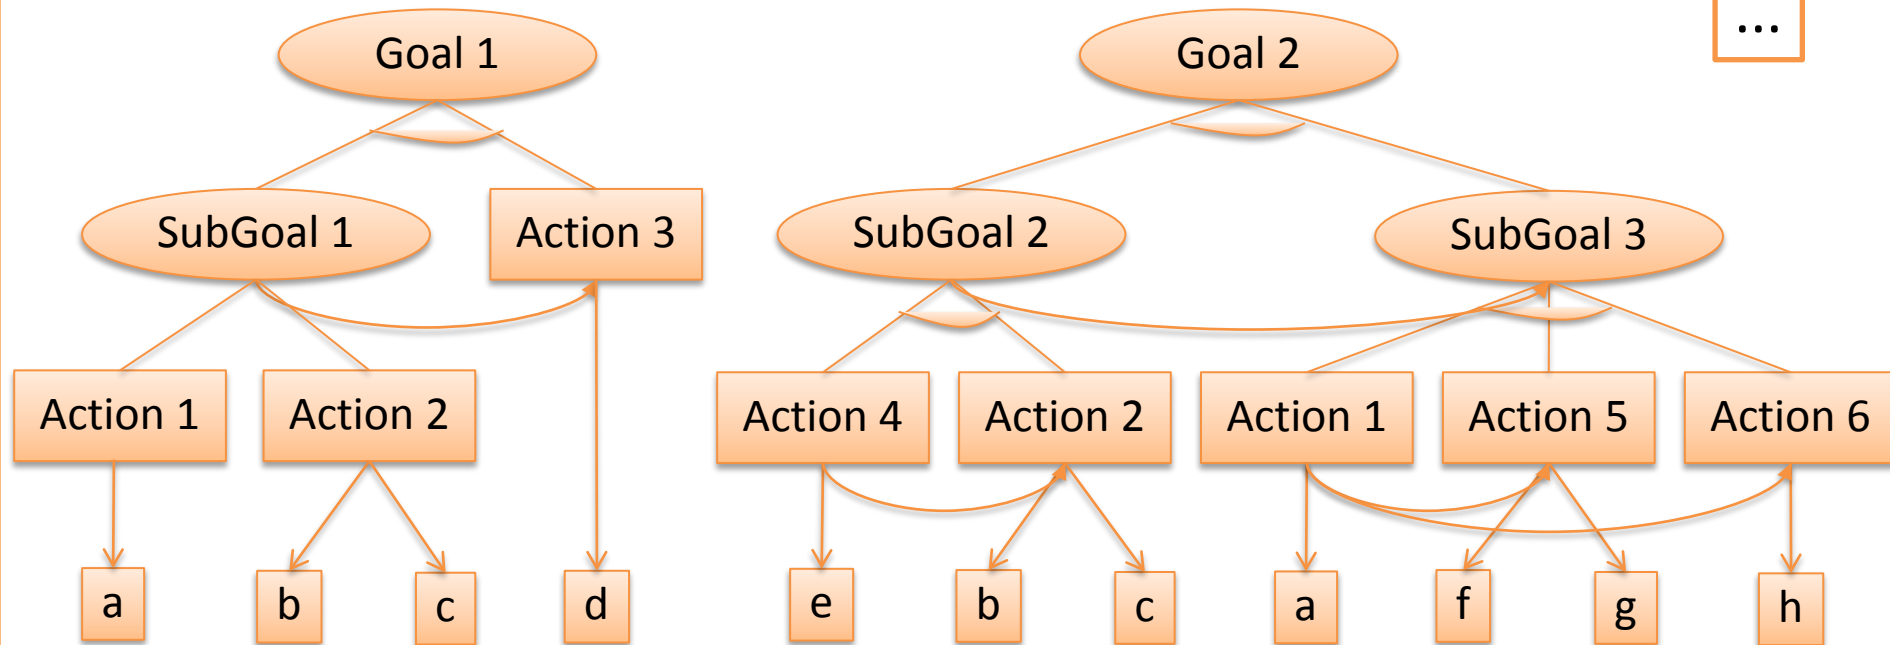 Goal 1
Goal 2
...
SubGoal 1
Action 3
SubGoal 2
SubGoal 3
Action 1
Action 2
Action 4
Action 2
Action 1
Action 5
Action 6
a
b
c
d
e
b
c
a
f
g
h